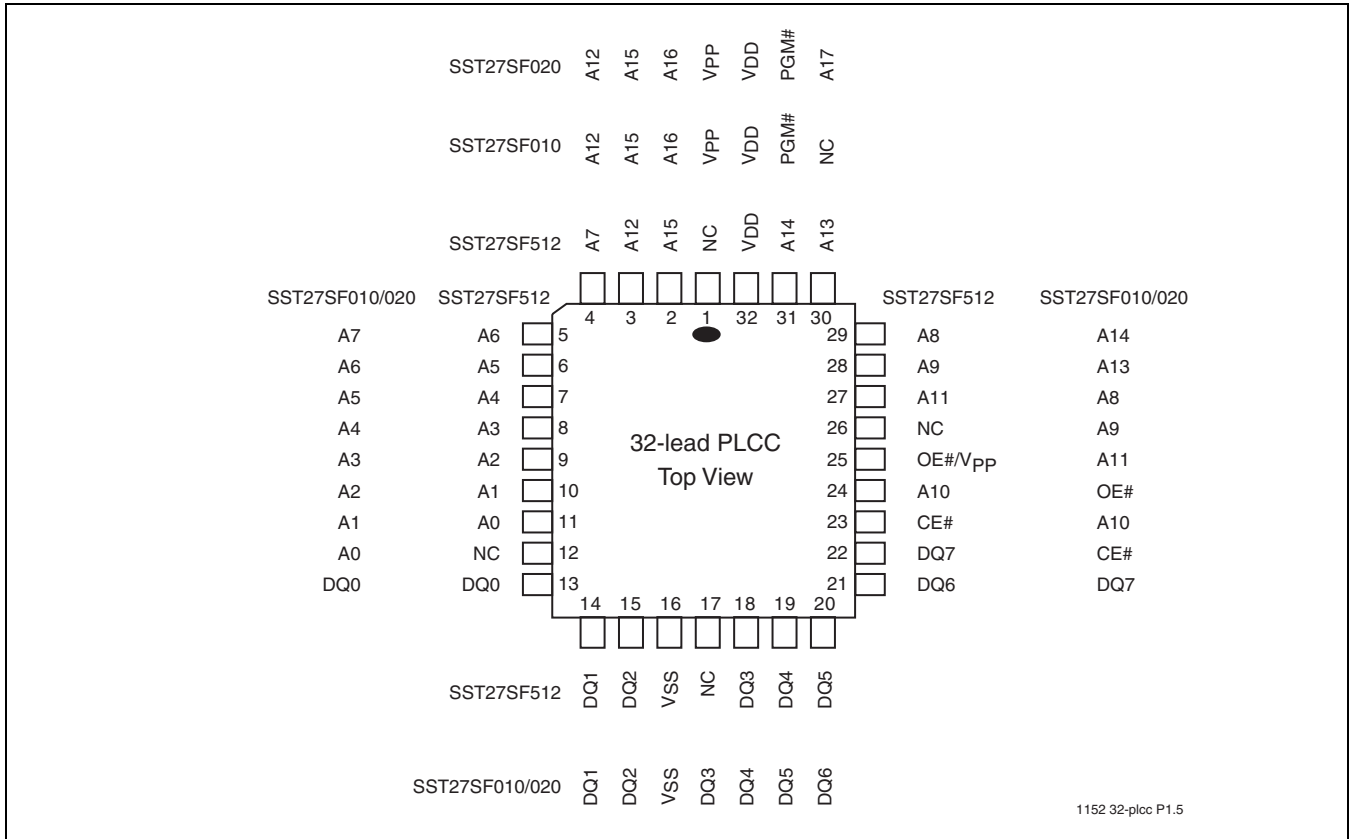 SST27SF020 A12 A15 A16 VPP VDD PGM# A17
SST27SF010 A12 A15 A16 VPP VDD PGM# NC
SST27SF512 A7 A12 A15 NC VDD A14 A13
SST27SF010/020 SST27SF512 SST27SF512 SST27SF010/020
4 3 2 1 32 31 30
A7 A6 5 29 A8 A14
A6 A5 6 28 A9 A13
A5 A4 7 27 A11 A8
A4 A3 8 26 NC A9
32-lead PLCC
A3 A2 9 25 OE#/VPP A11
Top View
A2 A1 10 24 A10 OE#
A1 A0 11 23 CE# A10
A0 NC 12 22 DQ7 CE#
DQ0 DQ0 13 21 DQ6 DQ7
14 15 16 17 18 19 20
SST27SF512 DQ1 DQ2 VSS NC DQ3 DQ4 DQ5
SST27SF010/020 DQ1 DQ2 VSS DQ3 DQ4 DQ5 DQ6
1152 32-plcc P1.5